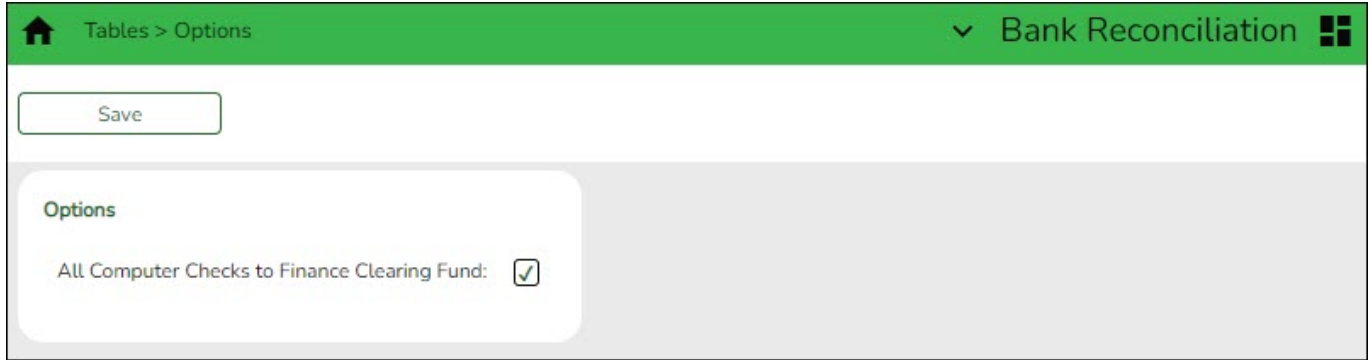 Tables > Options
Bank Reconciliation
Save
Options
All Computer Checks to Finance Clearing Fund: